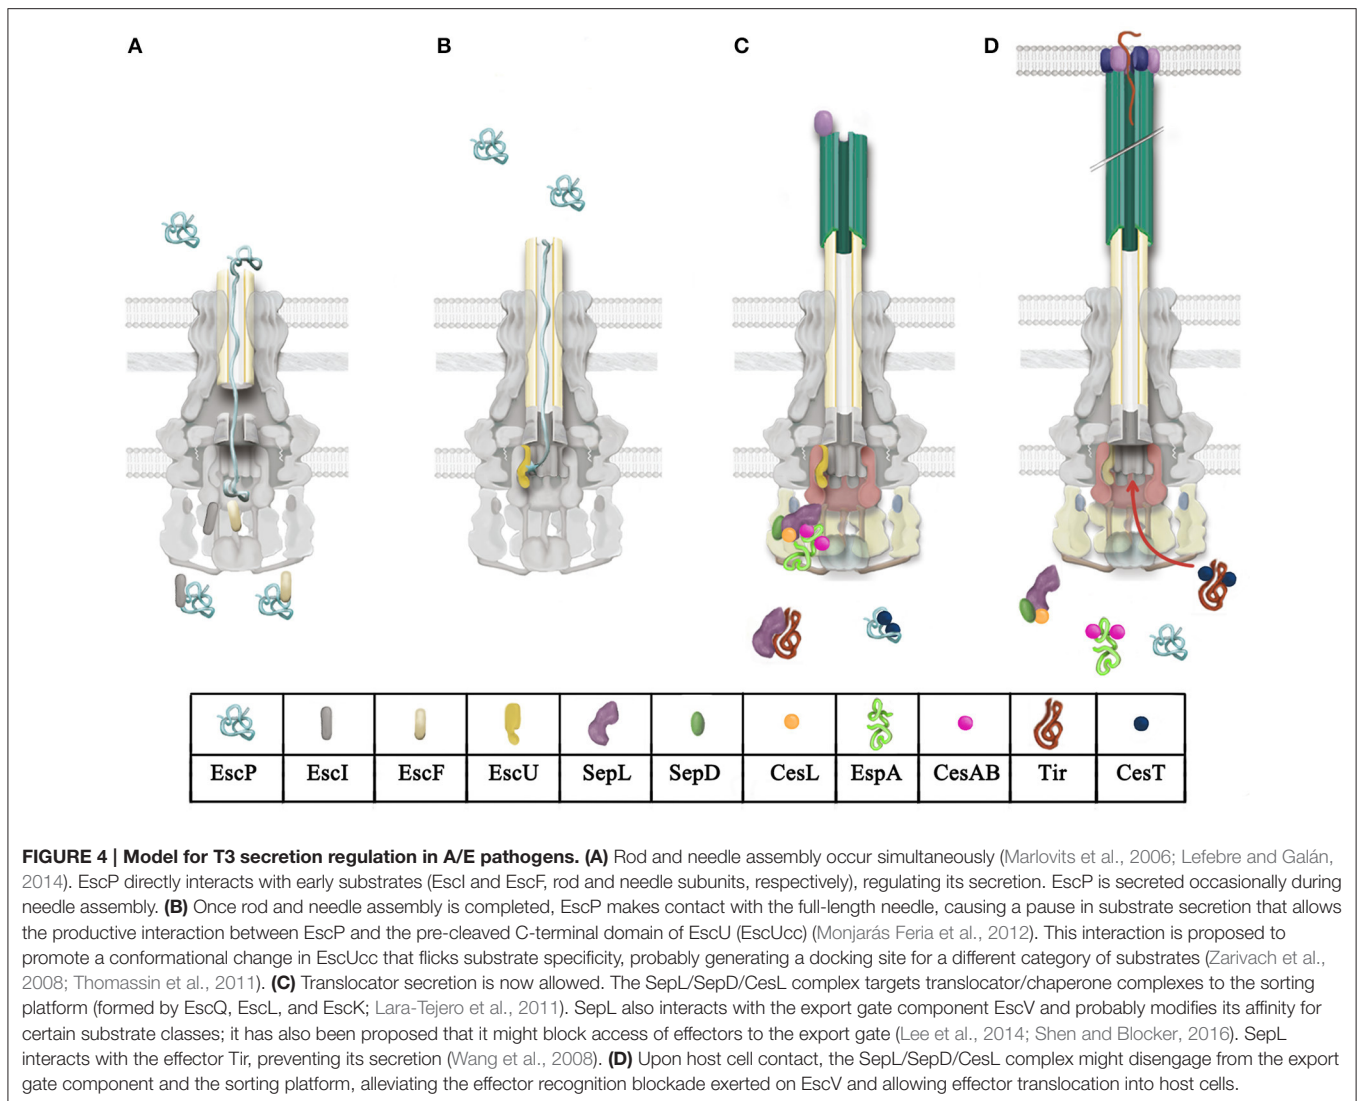 A
B
C
D
EscP
EscI
EscF
EscU
SepL
SepD
CesL
EspA
CesAB
Tir
CesT
FIGURE 4 | Model for T3 secretion regulation in A/E pathogens. (A) Rod and needle assembly occur simultaneously (Marlovits et al., 2006; Lefebre and Galán,
2014). EscP directly interacts with early substrates (EscI and EscF, rod and needle subunits, respectively), regulating its secretion. EscP is secreted occasionally during
needle assembly. (B) Once rod and needle assembly is completed, EscP makes contact with the full-length needle, causing a pause in substrate secretion that allows
the productive interaction between EscP and the pre-cleaved C-terminal domain of EscU (EscUcc) (Monjarás Feria et al., 2012). This interaction is proposed to
promote a conformational change in EscUcc that flicks substrate specificity, probably generating a docking site for a different category of substrates (Zarivach et al.,
2008; Thomassin et al., 2011). (C) Translocator secretion is now allowed. The SepL/SepD/CesL complex targets translocator/chaperone complexes to the sorting
platform (formed by EscQ, EscL, and EscK; Lara-Tejero et al., 2011). SepL also interacts with the export gate component EscV and probably modifies its affinity for
certain substrate classes; it has also been proposed that it might block access of effectors to the export gate (Lee et al., 2014; Shen and Blocker, 2016). SepL
interacts with the effector Tir, preventing its secretion (Wang et al., 2008). (D) Upon host cell contact, the SepL/SepD/CesL complex might disengage from the export
gate component and the sorting platform, alleviating the effector recognition blockade exerted on EscV and allowing effector translocation into host cells.